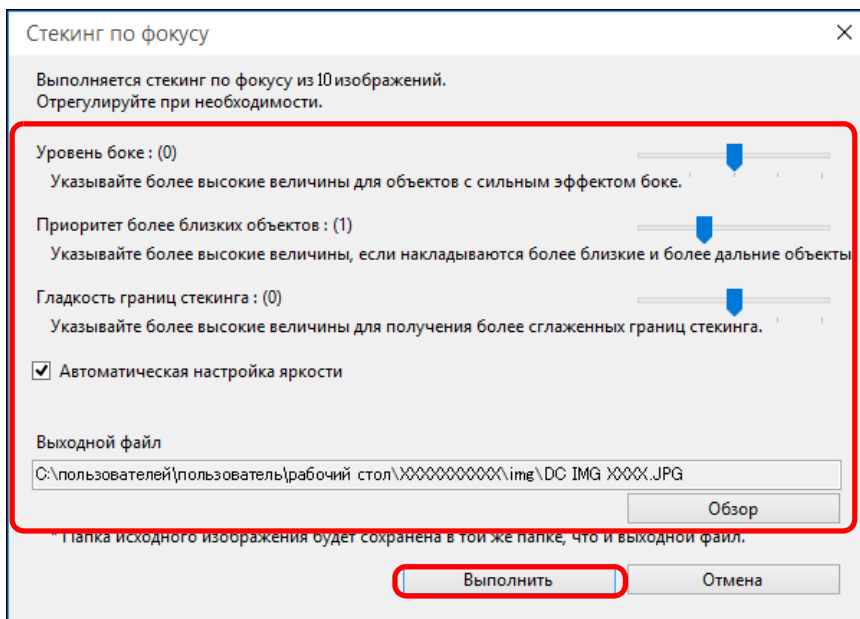 Стекинг по фокусу
Выполняется стекинг по фокусу из 10 изображений.
Отрегулируйте при необходимости.
Уровень боке : (0)
Указывайте более высокие величины для объектов с сильным эффектом боке.
Приоритет более близких объектов : (1)
Указывайте более высокие величины, если накладываются более близкие и более дальние объекты
Гладкость границ стекинга : (0)
Указывайте более высокие величины для получения более сглаженных границ стекинга.
Автоматическая настройка яркости
Выходной файл
C:\пользователей\пользователь\рабочий стол\XXXXXXXXXXX\img\DC IMG XXXX.JPG
Обзор
* Папка исходного изображения будет сохранена в той же папке, что и выходной файл.
Выполнить
Отмена